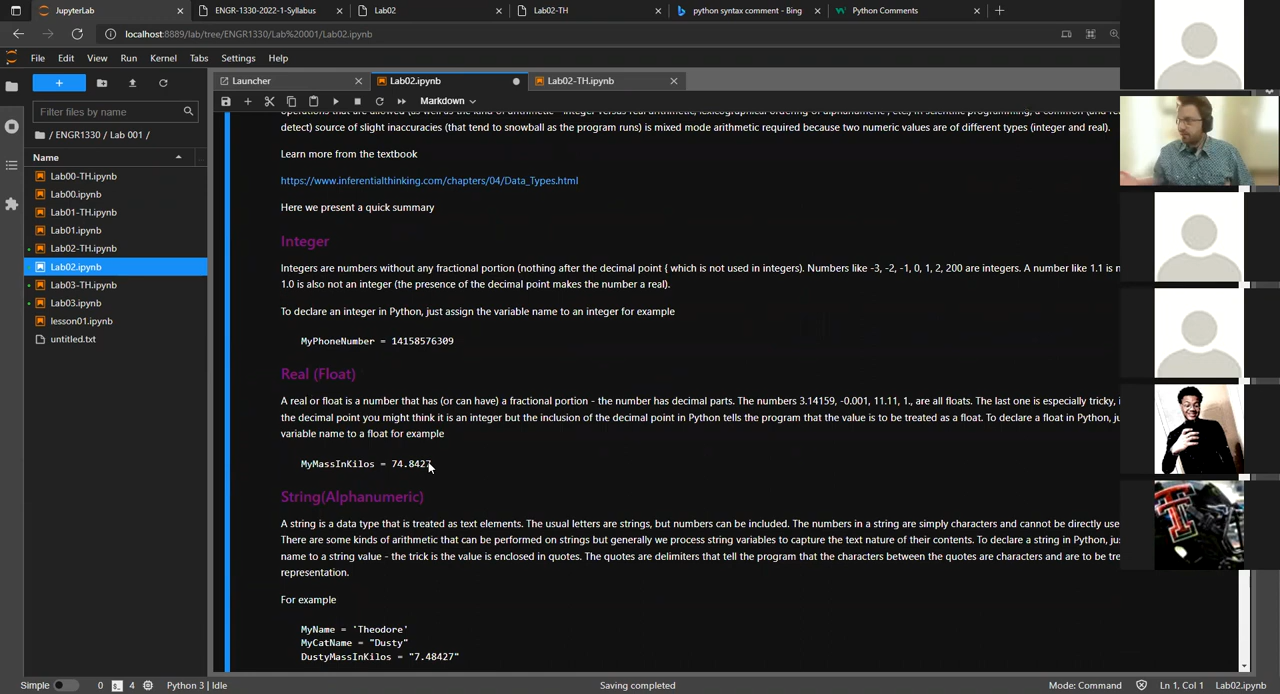 JupyterLab
ENGR-1330-2022-1-Syllabus
Lab02
Lab02-TH
python syntax comment - Bing
Python Comments
localhost:8889/lab/tree/ENGR1330/Lab%20001/Lab02.ipynb
File Edit View Run Kernel Tabs Settings Help
Filter files by name
/ ENGR1330 / Lab 001 /
Name
Lab00-TH.ipynb
Lab00.ipynb
Lab01-TH.ipynb
Lab01.ipynb
Lab02-TH.ipynb
Lab02.ipynb
Lab03-TH.ipynb
Lab03.ipynb
lesson01.ipynb
untitled.txt
Launcher
Lab02.ipynb
Lab02-TH.ipynb
Markdown
detect) source of slight inaccuracies (that tend to snowball as the program runs) is mixed mode arithmetic required because two numeric values are of different types (integer and real).
Learn more from the textbook
https://www.inferentialthinking.com/chapters/04/Data_Types.html
Here we present a quick summary
Integer
Integers are numbers without any fractional portion (nothing after the decimal point { which is not used in integers). Numbers like -3, -2, -1, 0, 1, 2, 200 are integers. A number like 1.1 is n
1.0 is also not an integer (the presence of the decimal point makes the number a real).
To declare an integer in Python, just assign the variable name to an integer for example
MyPhoneNumber = 14158576309
Real (Float)
A real or float is a number that has (or can have) a fractional portion - the number has decimal parts. The numbers 3.14159, -0.001, 11.11, 1., are all floats. The last one is especially tricky, i
the decimal point you might think it is an integer but the inclusion of the decimal point in Python tells the program that the value is to be treated as a float. To declare a float in Python, ju
variable name to a float for example
MyMassInKilos = 74.8427
String(Alphanumeric)
A string is a data type that is treated as text elements. The usual letters are strings, but numbers can be included. The numbers in a string are simply characters and cannot be directly use
There are some kinds of arithmetic that can be performed on strings but generally we process string variables to capture the text nature of their contents. To declare a string in Python, ju
name to a string value - the trick is the value is enclosed in quotes. The quotes are delimiters that tell the program that the characters between the quotes are characters and are to be tre
representation.
For example
MyName = 'Theodore'
MyCatName = "Dusty"
DustyMassInKilos = "7.48427"
Simple 0 4 Python 3 | Idle
Saving completed
Mode: Command Ln 1, Col 1 Lab02.ipynb